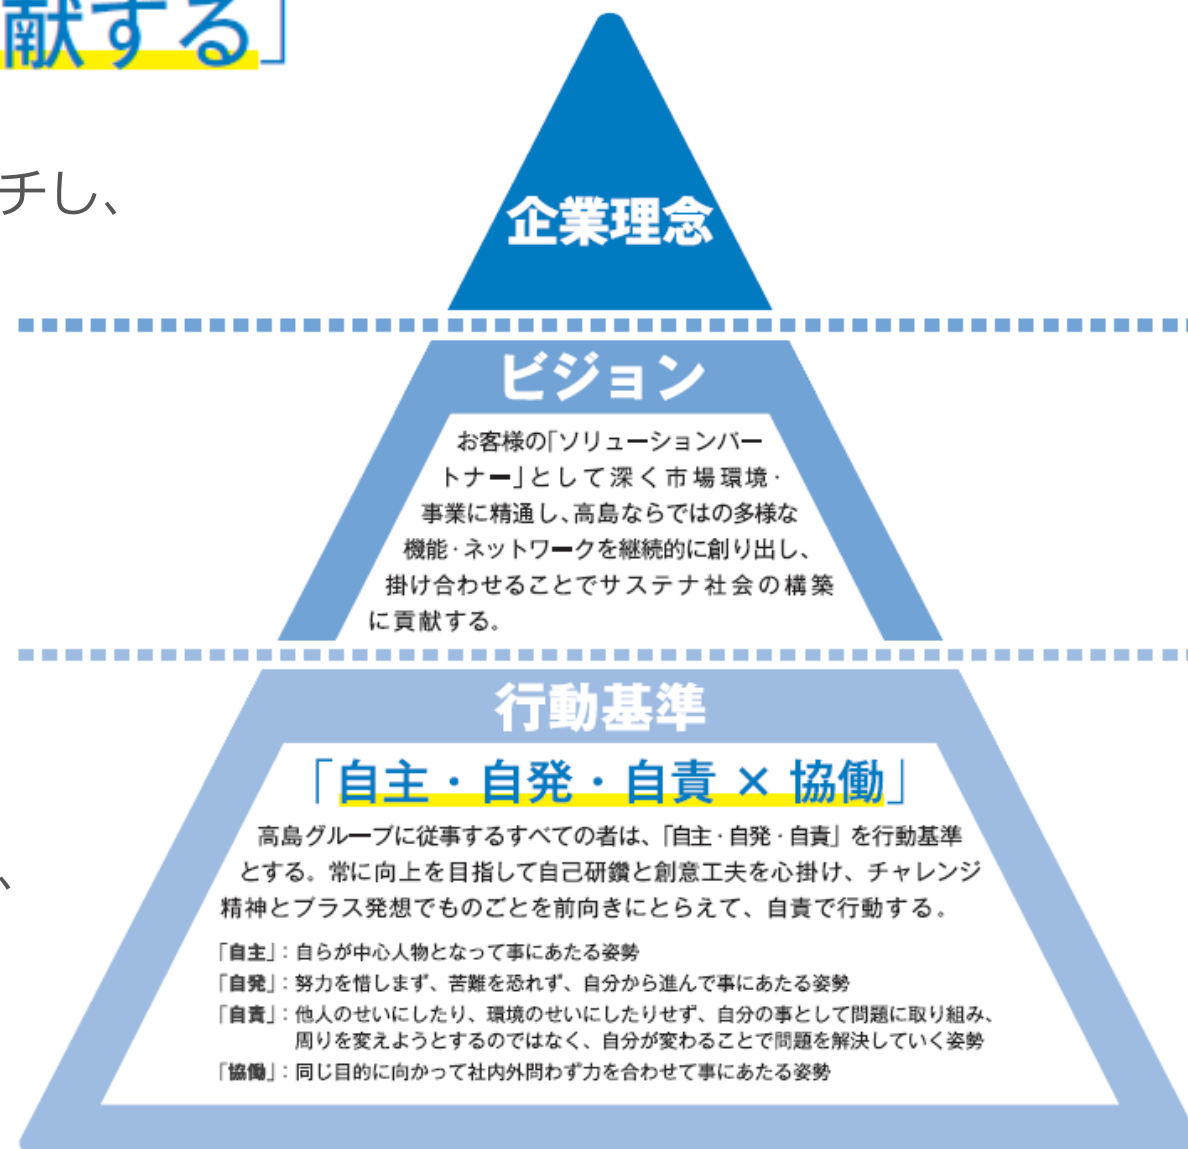 献する」
チし、
企業理念
ビジョン
お客様の「ソリューションパー
トナー」として深く市場環境・
事業に精通し、高島ならではの多様な
機能・ネットワークを継続的に創り出し、
掛け合わせることでサステナ社会の構築
に貢献する。
行動基準
「自主・自発・自責 × 協働」
高島グループに従事するすべての者は、「自主・自発・自責」を行動基準
とする。常に向上を目指して自己研鑽と創意工夫を心掛け、チャレンジ
、
精神とプラス発想でものごとを前向きにとらえて、自責で行動する。
「自主」：自らが中心人物となって事にあたる姿勢
「自発」：努力を惜しまず、苦難を恐れず、自分から進んで事にあたる姿勢
「自責」：他人のせいにしたり、環境のせいにしたりせず、自分の事として問題に取り組み、
周りを変えようとするのではなく、自分が変わることで問題を解決していく姿勢
「協働」：同じ目的に向かって社内外問わず力を合わせて事にあたる姿勢